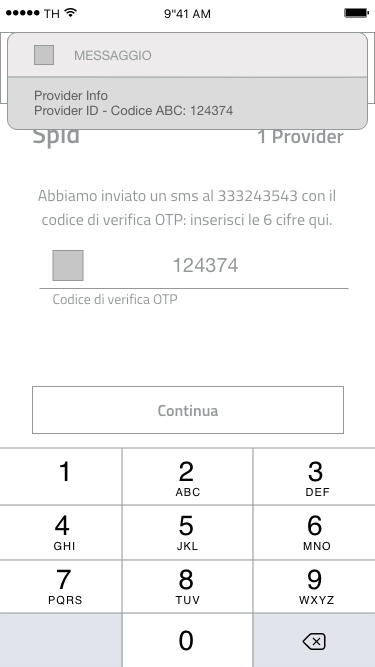 TH 9"41 AM
MESSAGGIO
Provider Info
Provider ID - Codice ABC: 124374
Spid 1 Provider
Abbiamo inviato un sms al 333243543 con il
codice di verifica OTP: inserisci le 6 cifre qui.
124374
Codice di verifica OTP
Continua
1 2 3
ABC DEF
4 5 6
GHI JKL MNO
7 8 9
PQRS TUV WXYZ
0